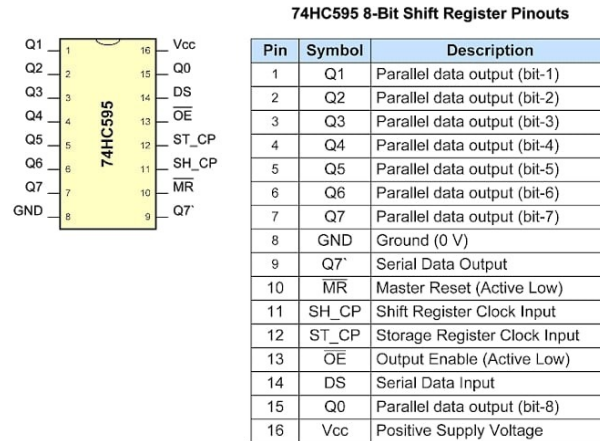 74HC595 8-Bit Shift Register Pinouts
Q1 1 16 Vcc
Q2 2 15 Q0
Q3 3 14 DS
Q4 4 13 O̅E̅
Q5 5 12 ST_CP
Q6 6 11 SH_CP
Q7 7 10 M̅R̅
GND 8 9 Q7`
74HC595
Pin Symbol Description
1 Q1 Parallel data output (bit-1)
2 Q2 Parallel data output (bit-2)
3 Q3 Parallel data output (bit-3)
4 Q4 Parallel data output (bit-4)
5 Q5 Parallel data output (bit-5)
6 Q6 Parallel data output (bit-6)
7 Q7 Parallel data output (bit-7)
8 GND Ground (0 V)
9 Q7` Serial Data Output
10 M̅R̅ Master Reset (Active Low)
11 SH_CP Shift Register Clock Input
12 ST_CP Storage Register Clock Input
13 O̅E̅ Output Enable (Active Low)
14 DS Serial Data Input
15 Q0 Parallel data output (bit-8)
16 Vcc Positive Supply Voltage